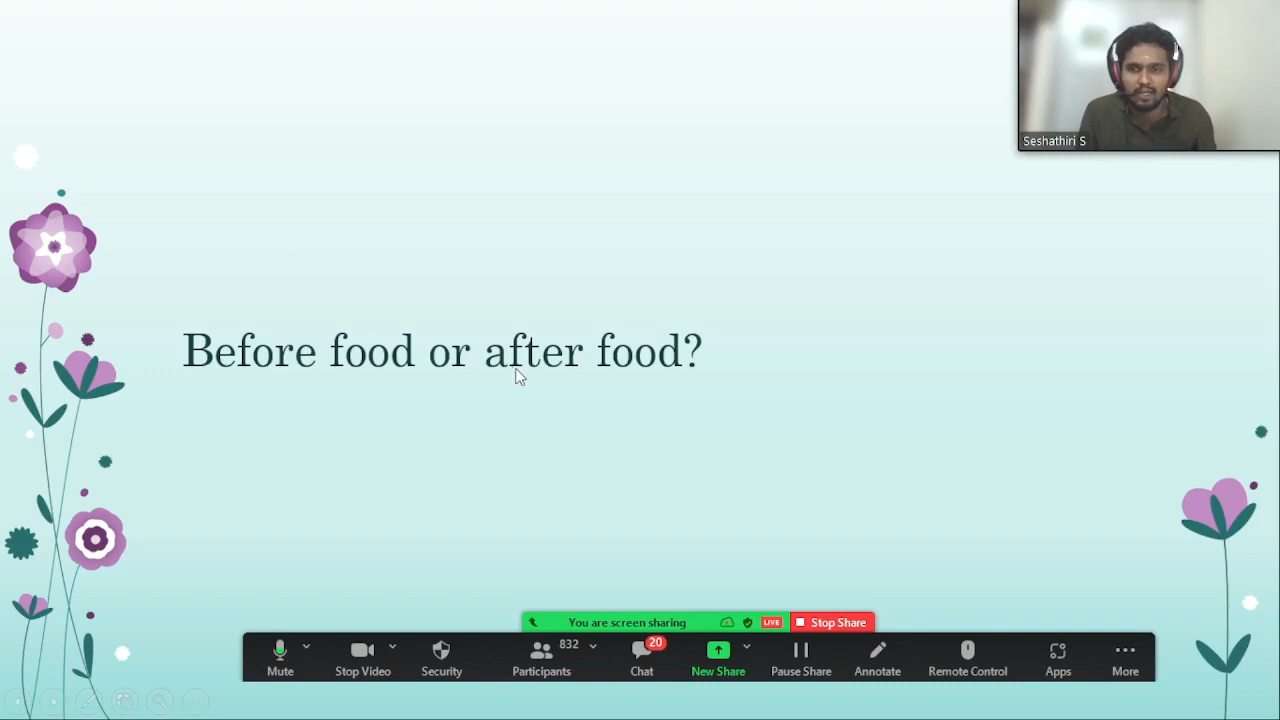 Seshathiri S
Before food or after food?
You are screen sharing
LIVE
Stop Share
832
20
Mute
Stop Video
Security
Participants
Chat
New Share
Pause Share
Annotate
Remote Control
Apps
More